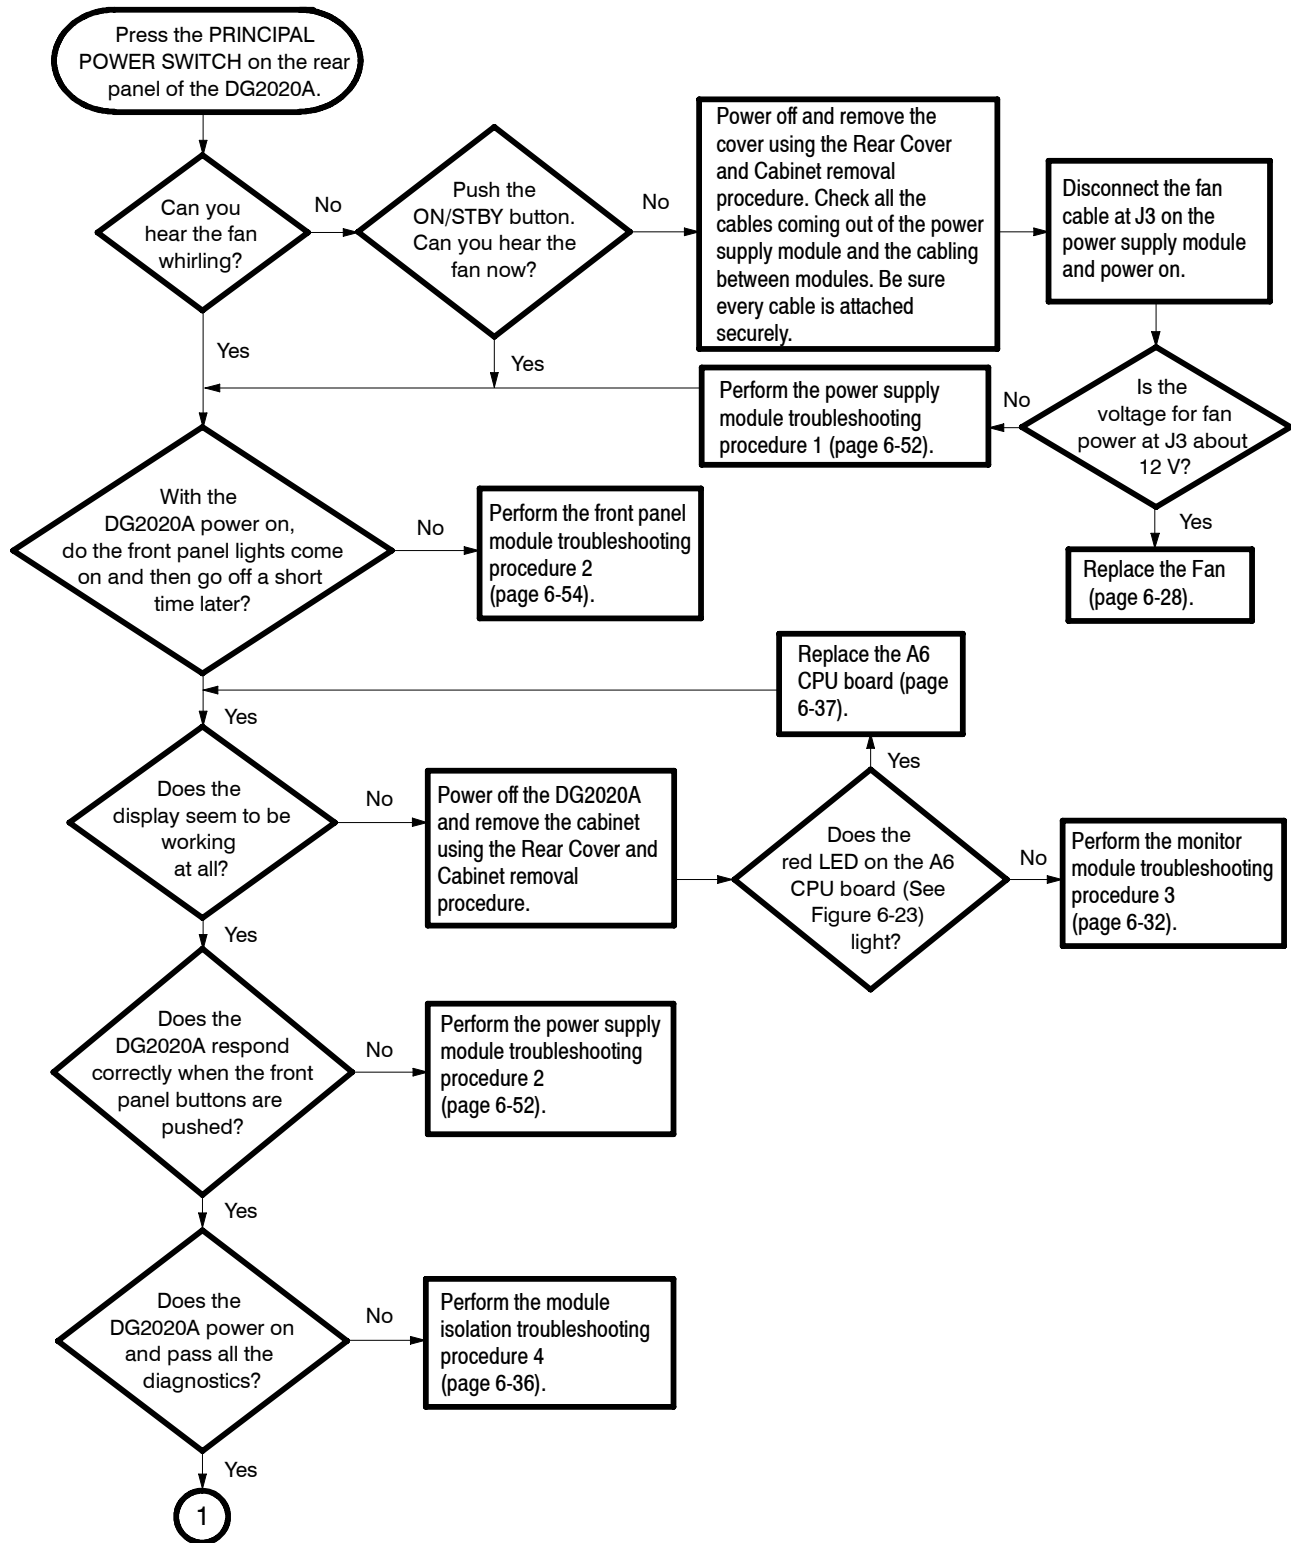 Press the PRINCIPAL
POWER SWITCH on the rear
panel of the DG2020A.
Can you
hear the fan
whirling?
No
Push the
ON/STBY button.
Can you hear the
fan now?
No
Power off and remove the
cover using the Rear Cover
and Cabinet removal
procedure. Check all the
cables coming out of the power
supply module and the cabling
between modules. Be sure
every cable is attached
securely.
Disconnect the fan
cable at J3 on the
power supply module
and power on.
Yes
Yes
Perform the power supply
module troubleshooting
procedure 1 (page 6-52).
No
Is the
voltage for fan
power at J3 about
12 V?
Yes
Replace the Fan
(page 6-28).
With the
DG2020A power on,
do the front panel lights come
on and then go off a short
time later?
No
Perform the front panel
module troubleshooting
procedure 2
(page 6-54).
Yes
Replace the A6
CPU board (page
6-37).
Yes
Does the
display seem to be
working
at all?
No
Power off the DG2020A
and remove the cabinet
using the Rear Cover and
Cabinet removal
procedure.
Does the
red LED on the A6
CPU board (See
Figure 6-23)
light?
No
Perform the monitor
module troubleshooting
procedure 3
(page 6-32).
Yes
Does the
DG2020A respond
correctly when the front
panel buttons are
pushed?
No
Perform the power supply
module troubleshooting
procedure 2
(page 6-52).
Yes
Does the
DG2020A power on
and pass all the
diagnostics?
No
Perform the module
isolation troubleshooting
procedure 4
(page 6-36).
Yes
1